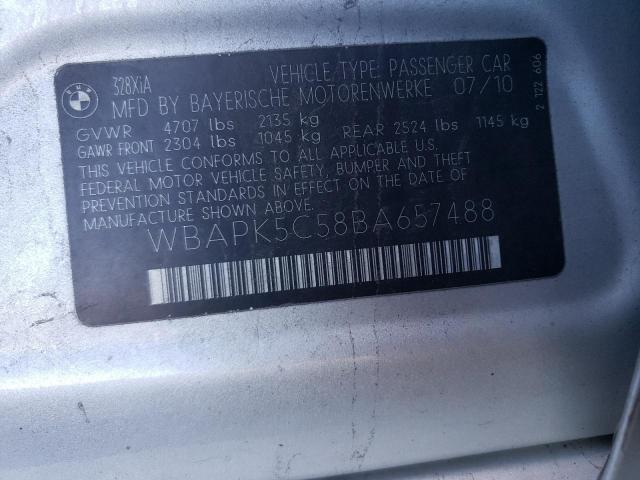 BMW
328XiA
VEHICLE TYPE PASSENGER CAR
MFD BY BAYERISCHE MOTORENWERKE 07/10
GVWR 4707 lbs 2135 kg
GAWR FRONT 2304 lbs 1045 kg REAR 2524 lbs 1145 kg
THIS VEHICLE CONFORMS TO ALL APPLICABLE U.S.
FEDERAL MOTOR VEHICLE SAFETY, BUMPER AND THEFT
PREVENTION STANDARDS IN EFFECT ON THE DATE OF
MANUFACTURE SHOWN ABOVE.
WBAPK5C58BA657488
2 122 606